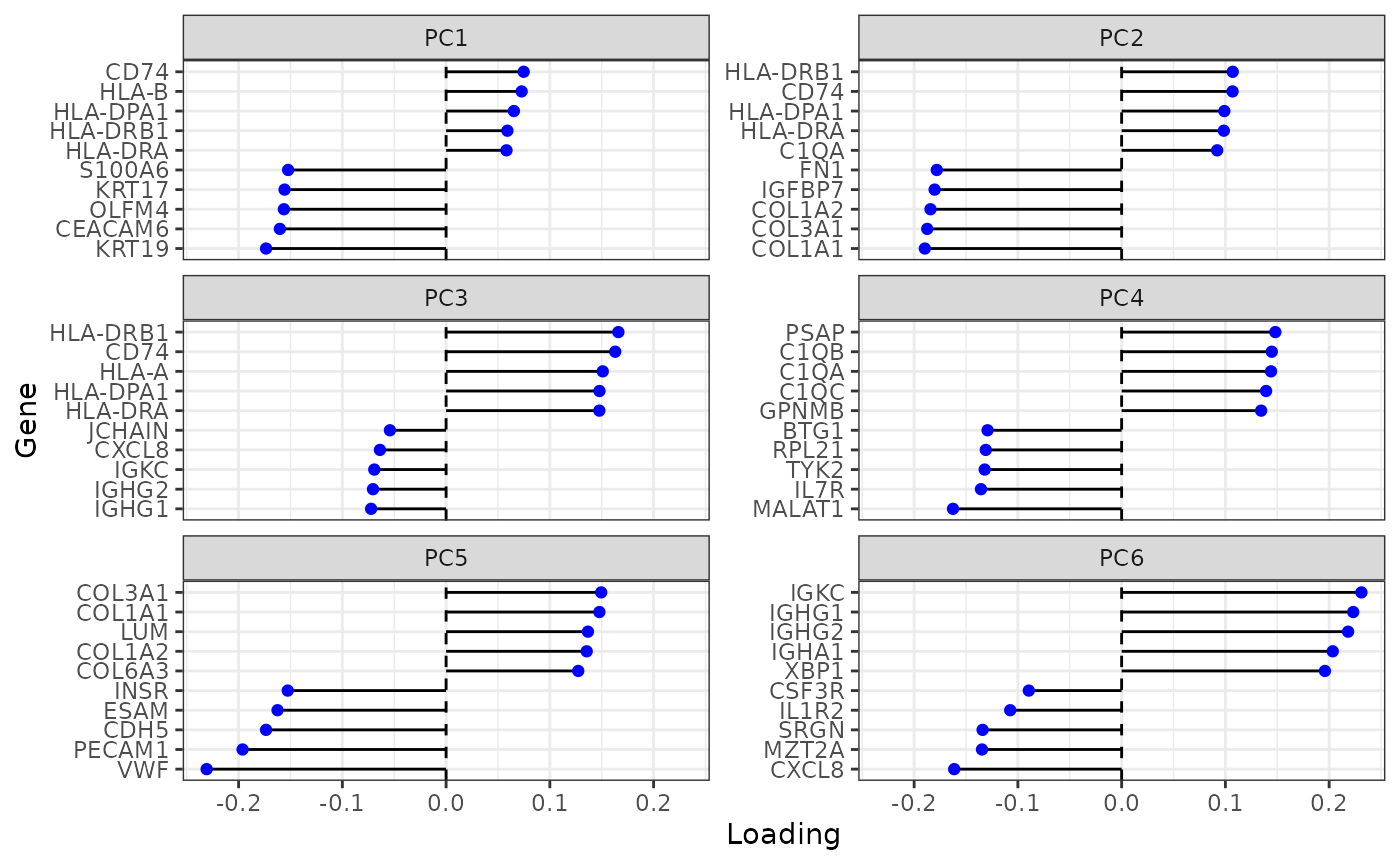 PC1
CD74
HLA-B
HLA-DPA1
HLA-DRB1
HLA-DRA
S100A6
KRT17
OLFM4
CEACAM6
KRT19
PC2
HLA-DRB1
CD74
HLA-DPA1
HLA-DRA
C1QA
FN1
IGFBP7
COL1A2
COL3A1
COL1A1
PC3
HLA-DRB1
CD74
HLA-A
HLA-DPA1
HLA-DRA
JCHAIN
CXCL8
IGKC
IGHG2
IGHG1
PC4
PSAP
C1QB
C1QA
C1QC
GPNMB
BTG1
RPL21
TYK2
IL7R
MALAT1
PC5
COL3A1
COL1A1
LUM
COL1A2
COL6A3
INSR
ESAM
CDH5
PECAM1
VWF
-0.2 -0.1 0.0 0.1 0.2
PC6
IGKC
IGHG1
IGHG2
IGHA1
XBP1
CSF3R
IL1R2
SRGN
MZT2A
CXCL8
-0.2 -0.1 0.0 0.1 0.2
Gene
Loading